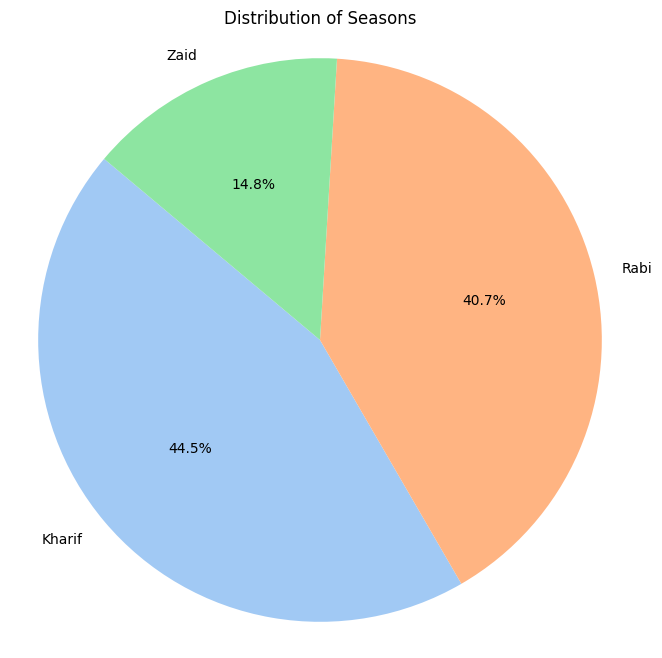 Distribution of Seasons
Zaid
14.8%
Rabi
40.7%
44.5%
Kharif